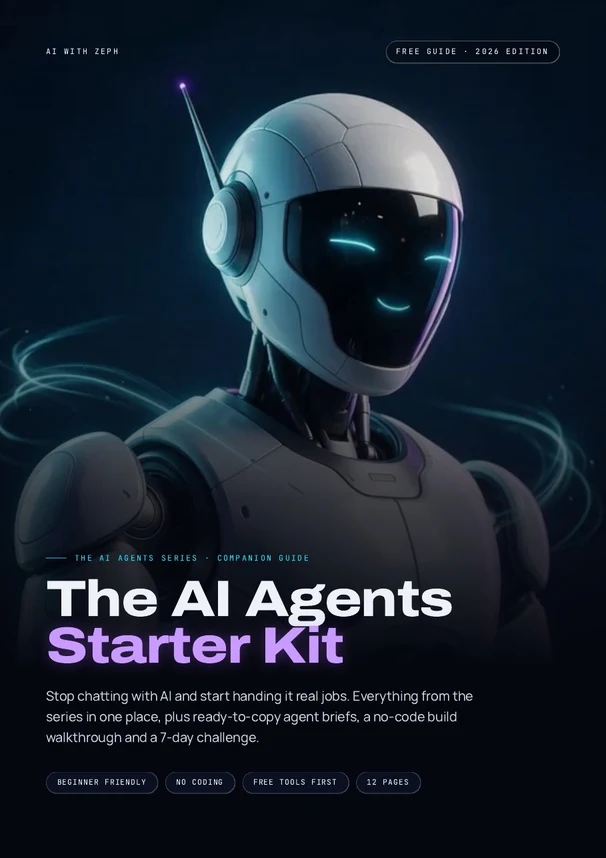 AI WITH ZEPH
FREE GUIDE · 2026 EDITION
THE AI AGENTS SERIES · COMPANION GUIDE
The AI Agents
Starter Kit
Stop chatting with AI and start handing it real jobs. Everything from the
series in one place, plus ready-to-copy agent briefs, a no-code build
walkthrough and a 7-day challenge.
BEGINNER FRIENDLY
NO CODING
FREE TOOLS FIRST
12 PAGES